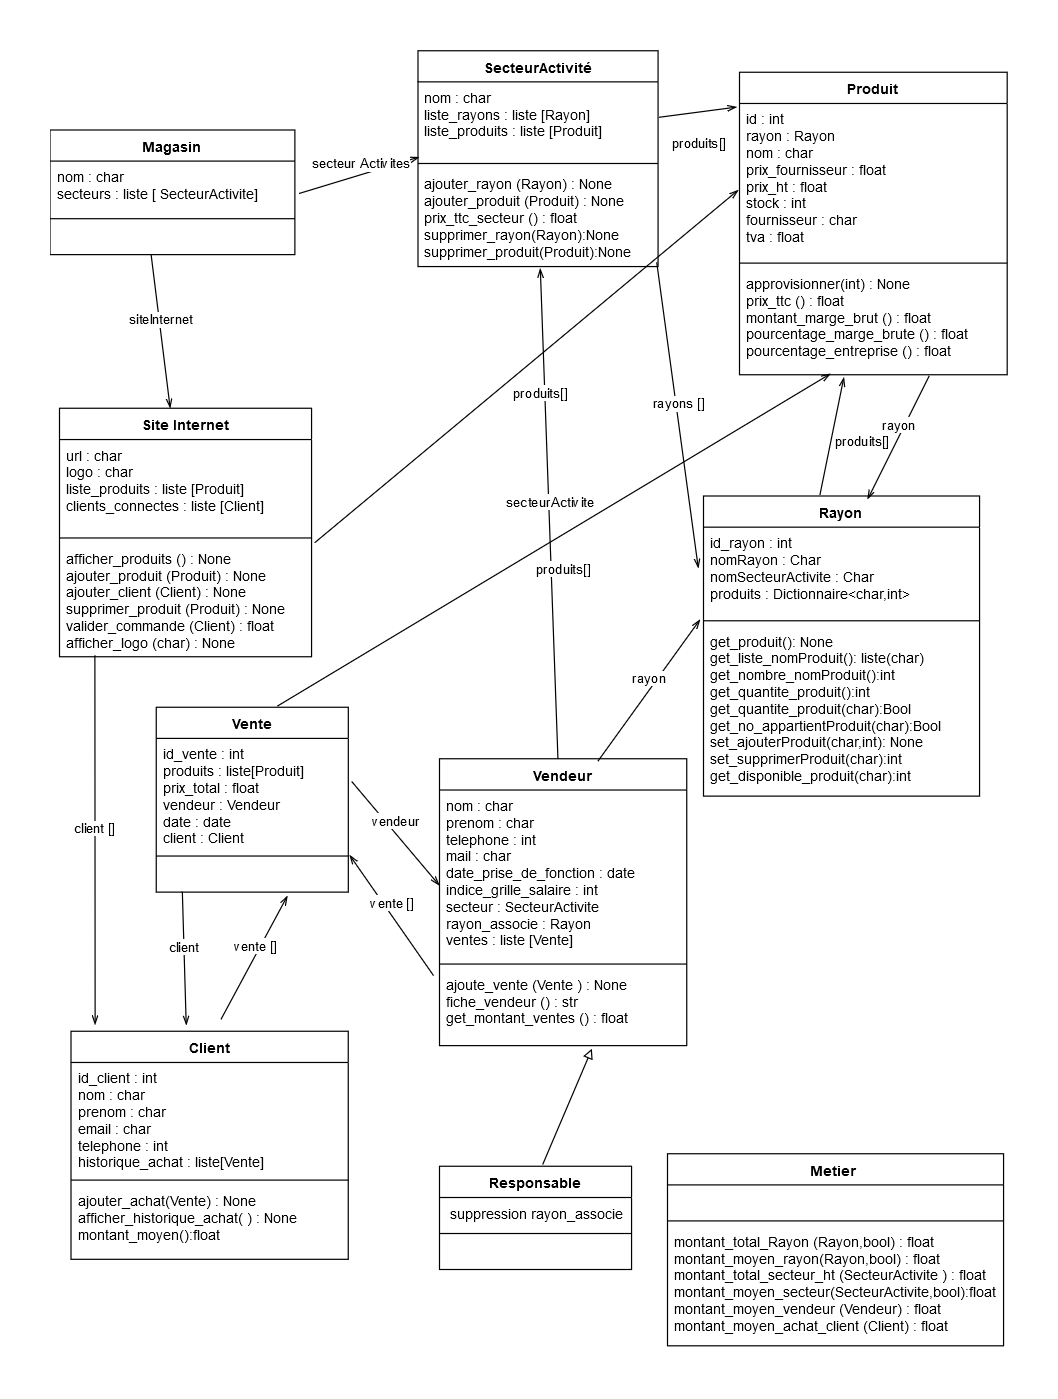 SecteurActivité
nom : char
liste_rayons : liste [Rayon]
liste_produits : liste [Produit]
ajouter_rayon (Rayon) : None
ajouter_produit (Produit) : None
prix_ttc_secteur () : float
supprimer_rayon(Rayon):None
supprimer_produit(Produit):None
Produit
id : int
rayon : Rayon
nom : char
prix_fournisseur : float
prix_ht : float
stock : int
fournisseur : char
tva : float
approvisionner(int) : None
prix_ttc () : float
montant_marge_brut () : float
pourcentage_marge_brute () : float
pourcentage_entreprise () : float
Magasin
nom : char
secteurs : liste [ SecteurActivite]
secteur Activites
produits[]
siteInternet
produits[]
rayons []
rayon
produits[]
secteurActivite
produits[]
Site Internet
url : char
logo : char
liste_produits : liste [Produit]
clients_connectes : liste [Client]
afficher_produits () : None
ajouter_produit (Produit) : None
ajouter_client (Client) : None
supprimer_produit (Produit) : None
valider_commande (Client) : float
afficher_logo (char) : None
Rayon
id_rayon : int
nomRayon : Char
nomSecteurActivite : Char
produits : Dictionnaire<char,int>
get_produit(): None
get_liste_nomProduit(): liste(char)
get_nombre_nomProduit():int
get_quantite_produit():int
get_quantite_produit(char):Bool
get_no_appartientProduit(char):Bool
set_ajouterProduit(char,int): None
set_supprimerProduit(char):int
get_disponible_produit(char):int
rayon
Vente
id_vente : int
produits : liste[Produit]
prix_total : float
vendeur : Vendeur
date : date
client : Client
client []
vendeur
vente []
client
vente []
Vendeur
nom : char
prenom : char
telephone : int
mail : char
date_prise_de_fonction : date
indice_grille_salaire : int
secteur : SecteurActivite
rayon_associe : Rayon
ventes : liste [Vente]
ajoute_vente (Vente ) : None
fiche_vendeur () : str
get_montant_ventes () : float
Client
id_client : int
nom : char
prenom : char
email : char
telephone : int
historique_achat : liste[Vente]
ajouter_achat(Vente) : None
afficher_historique_achat( ) : None
montant_moyen():float
Responsable
suppression rayon_associe
Metier
montant_total_Rayon (Rayon,bool) : float
montant_moyen_rayon(Rayon,bool) : float
montant_total_secteur_ht (SecteurActivite ) : float
montant_moyen_secteur(SecteurActivite,bool):float
montant_moyen_vendeur (Vendeur) : float
montant_moyen_achat_client (Client) : float